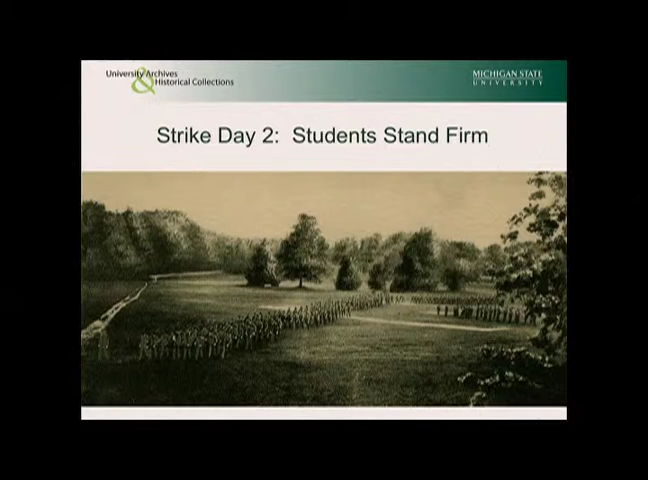 University Archives
& Historical Collections
MICHIGAN STATE
UNIVERSITY
Strike Day 2: Students Stand Firm